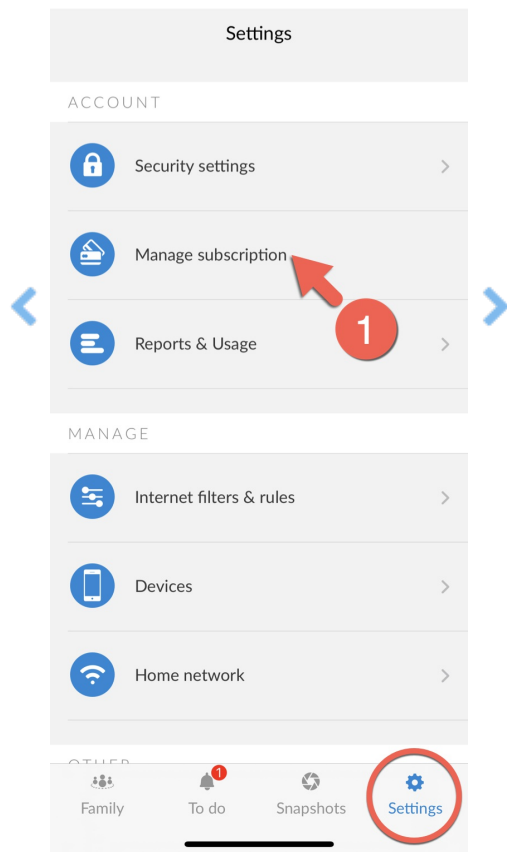 Settings
ACCOUNT
Security settings
Manage subscription
1
Reports & Usage
MANAGE
Internet filters & rules
Devices
Home network
OTHER
1
Family To do Snapshots Settings